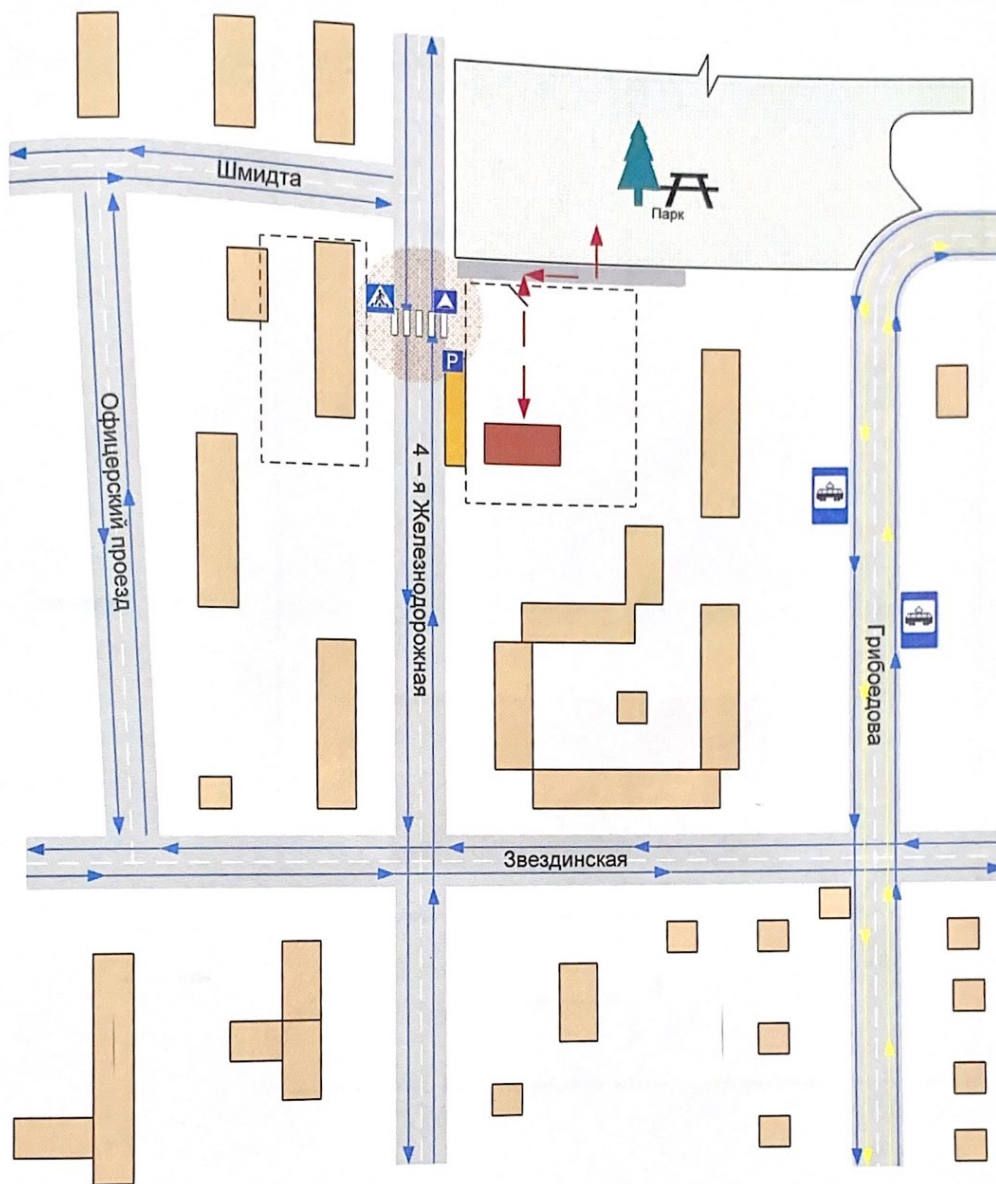 Шмидта
Парк
P
Офицерский проезд
4 – я Железнодорожная
Грибоедова
Звездинская